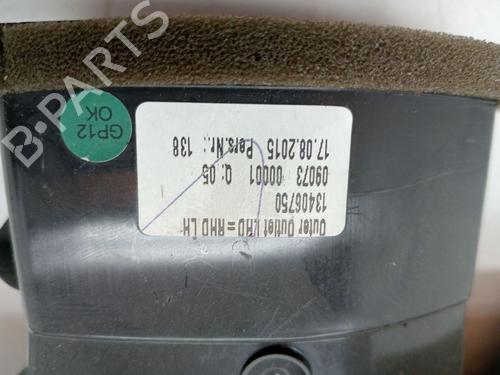 Outer Outlet LHD=RHD LH
13406750
09073 00001 Q: 05
17.08.2015 Pers.Nr.: 138
GP12
OK
B-PARTS